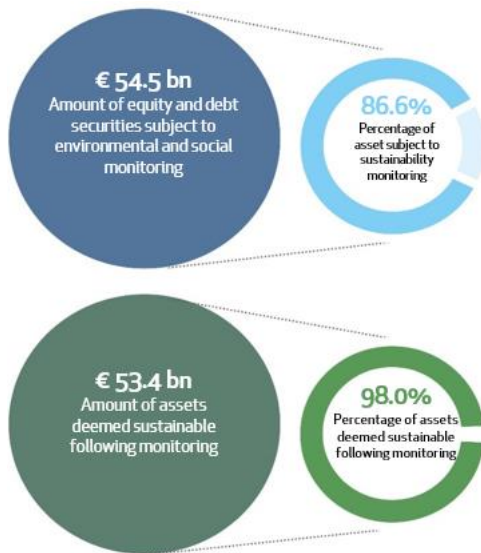 € 54.5 bn
Amount of equity and debt
securities subject to
environmental and social
monitoring
86.6%
Percentage of
asset subject to
sustainability
monitoring
€ 53.4 bn
Amount of assets
deemed sustainable
following monitoring
98.0%
Percentage of assets
deemed sustainable
following monitoring